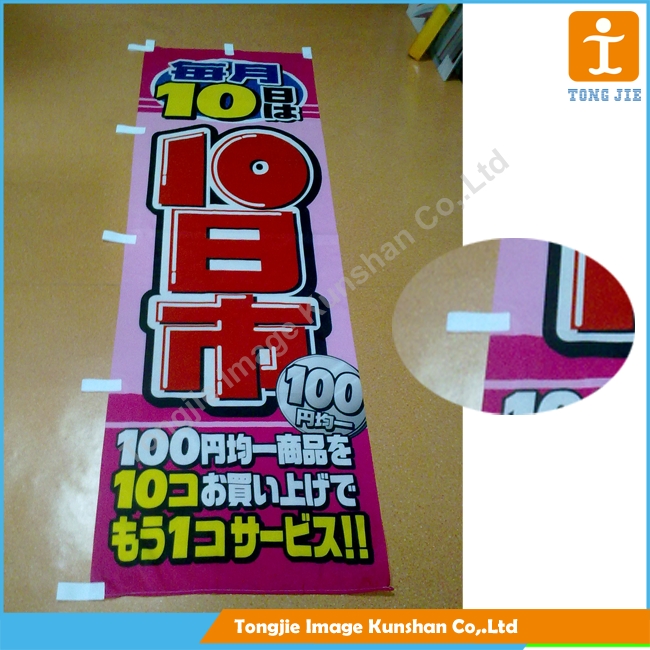 TONG JIE
毎月
10日は
10
日
市
100
円均一
100円均一商品を
10コお買い上げで
もう1コサービス!!
Tongjie Image Kunshan Co,.Ltd
10
Tongjie Image Kunshan Co,.Ltd